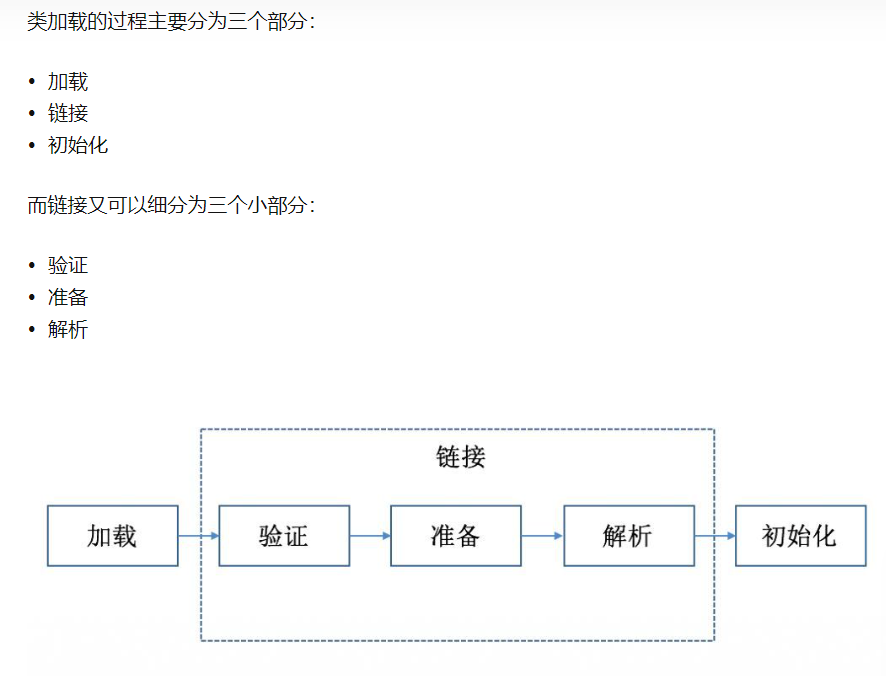 类加载的过程主要分为三个部分：
• 加载
• 链接
• 初始化
而链接又可以细分为三个小部分：
• 验证
• 准备
• 解析
链接
加载
验证
准备
解析
初始化